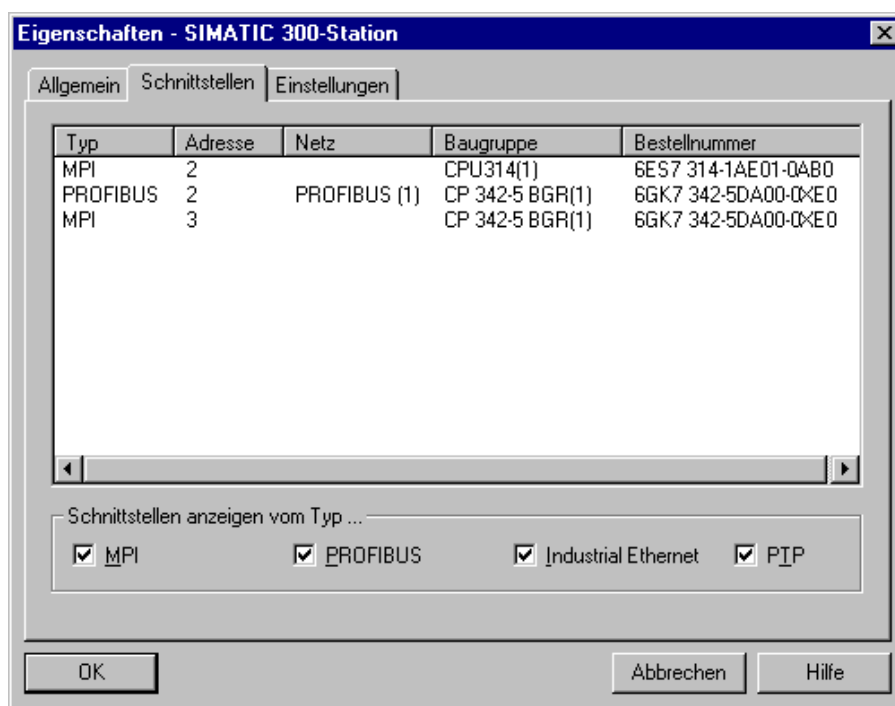 Eigenschaften - SIMATIC 300-Station
Allgemein Schnittstellen Einstellungen
Typ Adresse Netz Baugruppe Bestellnummer
MPI 2 CPU314(1) 6ES7 314-1AE01-0AB0
PROFIBUS 2 PROFIBUS (1) CP 342-5 BGR(1) 6GK7 342-5DA00-0XE0
MPI 3 CP 342-5 BGR(1) 6GK7 342-5DA00-0XE0
Schnittstellen anzeigen vom Typ ...
MPI PROFIBUS Industrial Ethernet PTP
OK Abbrechen Hilfe